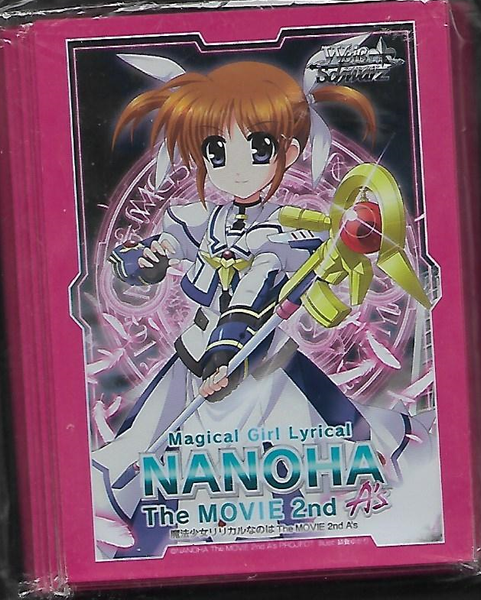 Weiß
Schwarz
Magical Girl Lyrical
NANOHA
The MOVIE 2nd A's
魔法少女リリカルなのは The MOVIE 2nd A's
©NANOHA The MOVIE 2nd A's PROJECT